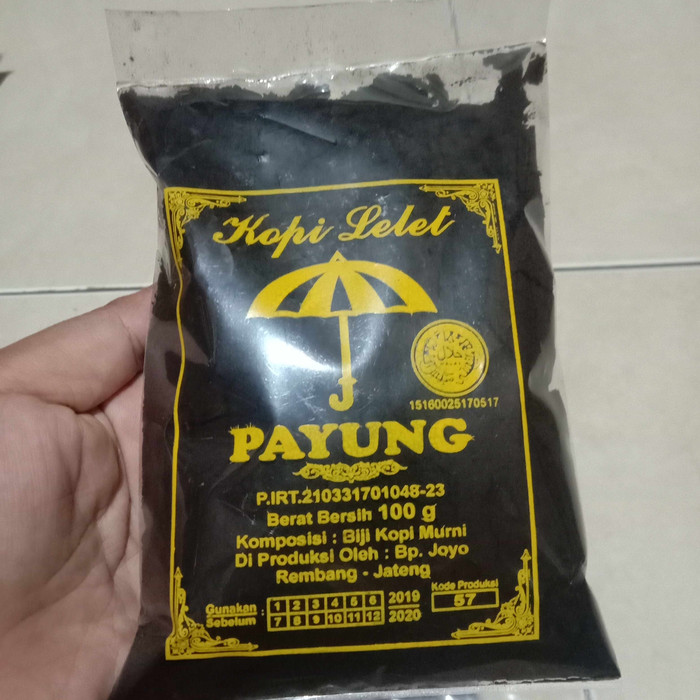 Kopi Lelet
حلال
15160025170517
PAYUNG
P.IRT.210331701048-23
Berat Bersih 100 g
Komposisi : Biji Kopi Murni
Di Produksi Oleh : Bp. Joyo
Rembang - Jateng
Kode Produksi
57
Gunakan Sebelum :
1 2 3 4 5 6 2019
7 8 9 10 11 12 2020